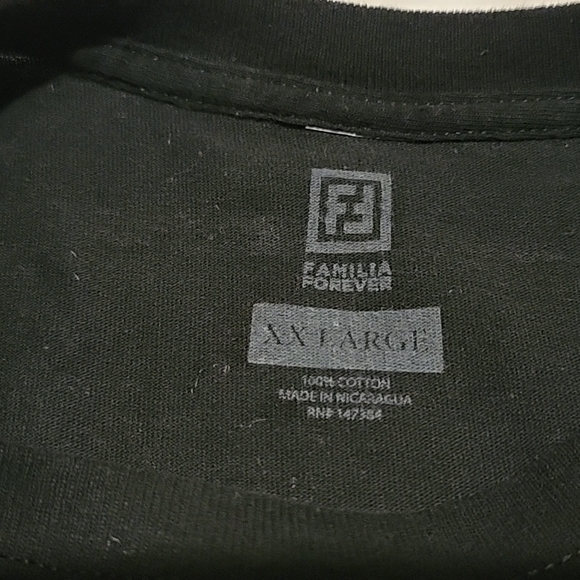 FF
FAMILIA
FOREVER
XX LARGE
100% COTTON
MADE IN NICARAGUA
RN# 147384